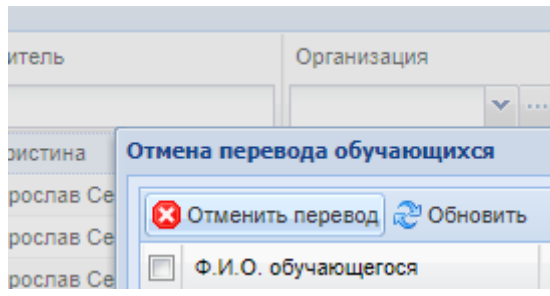 итель Организация
ристина
Отмена перевода обучающихся
рослав Се
Отменить перевод Обновить
рослав Се
Ф.И.О. обучающегося
рослав Се